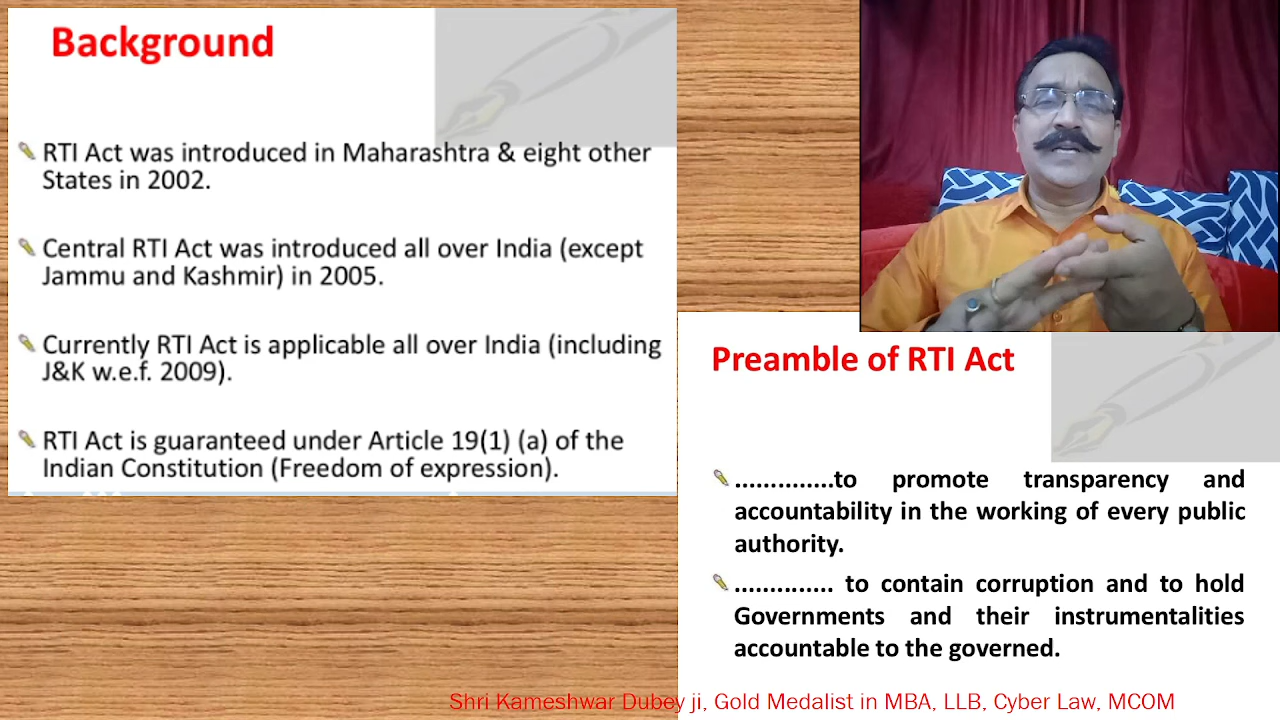 Background
RTI Act was introduced in Maharashtra & eight other
States in 2002.
Central RTI Act was introduced all over India (except
Jammu and Kashmir) in 2005.
Currently RTI Act is applicable all over India (including
J&K w.e.f. 2009).
RTI Act is guaranteed under Article 19(1) (a) of the
Indian Constitution (Freedom of expression).
Preamble of RTI Act
..............to promote transparency and
accountability in the working of every public
authority.
.............. to contain corruption and to hold
Governments and their instrumentalities
accountable to the governed.
Shri Kameshwar Dubey ji, Gold Medalist in MBA, LLB, Cyber Law, MCOM